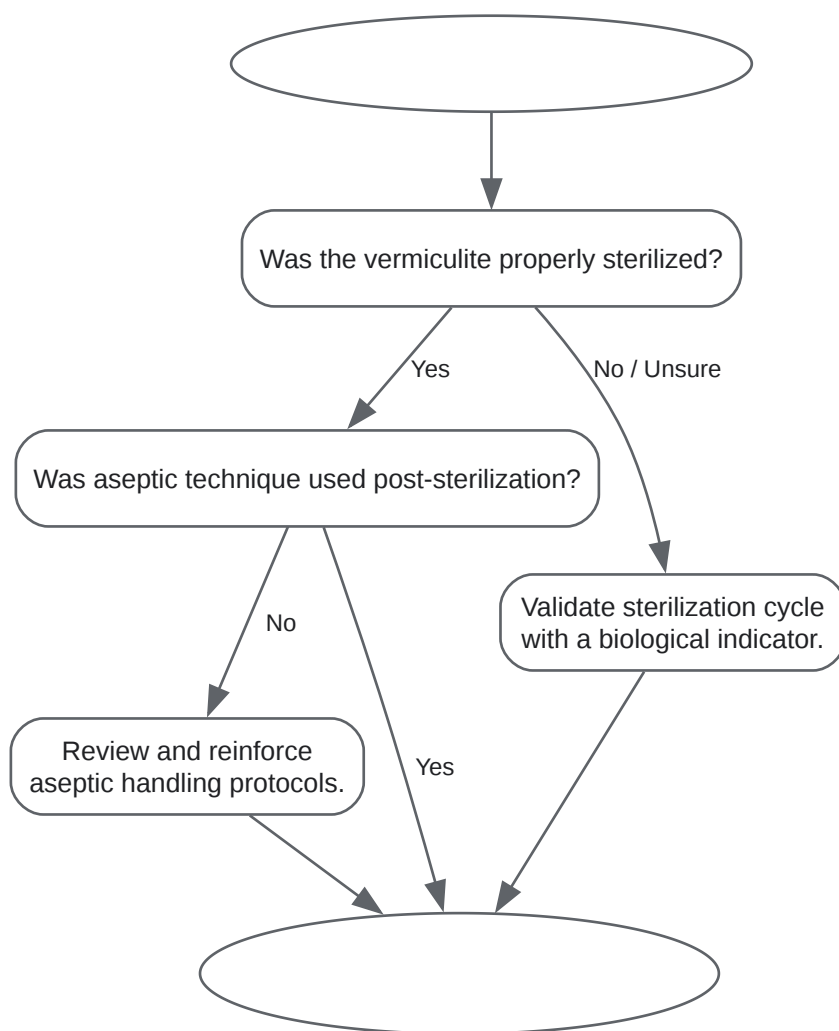 Was the vermiculite properly sterilized?
Yes
No / Unsure
Was aseptic technique used post-sterilization?
Validate sterilization cycle
with a biological indicator.
No
Review and reinforce
aseptic handling protocols.
Yes